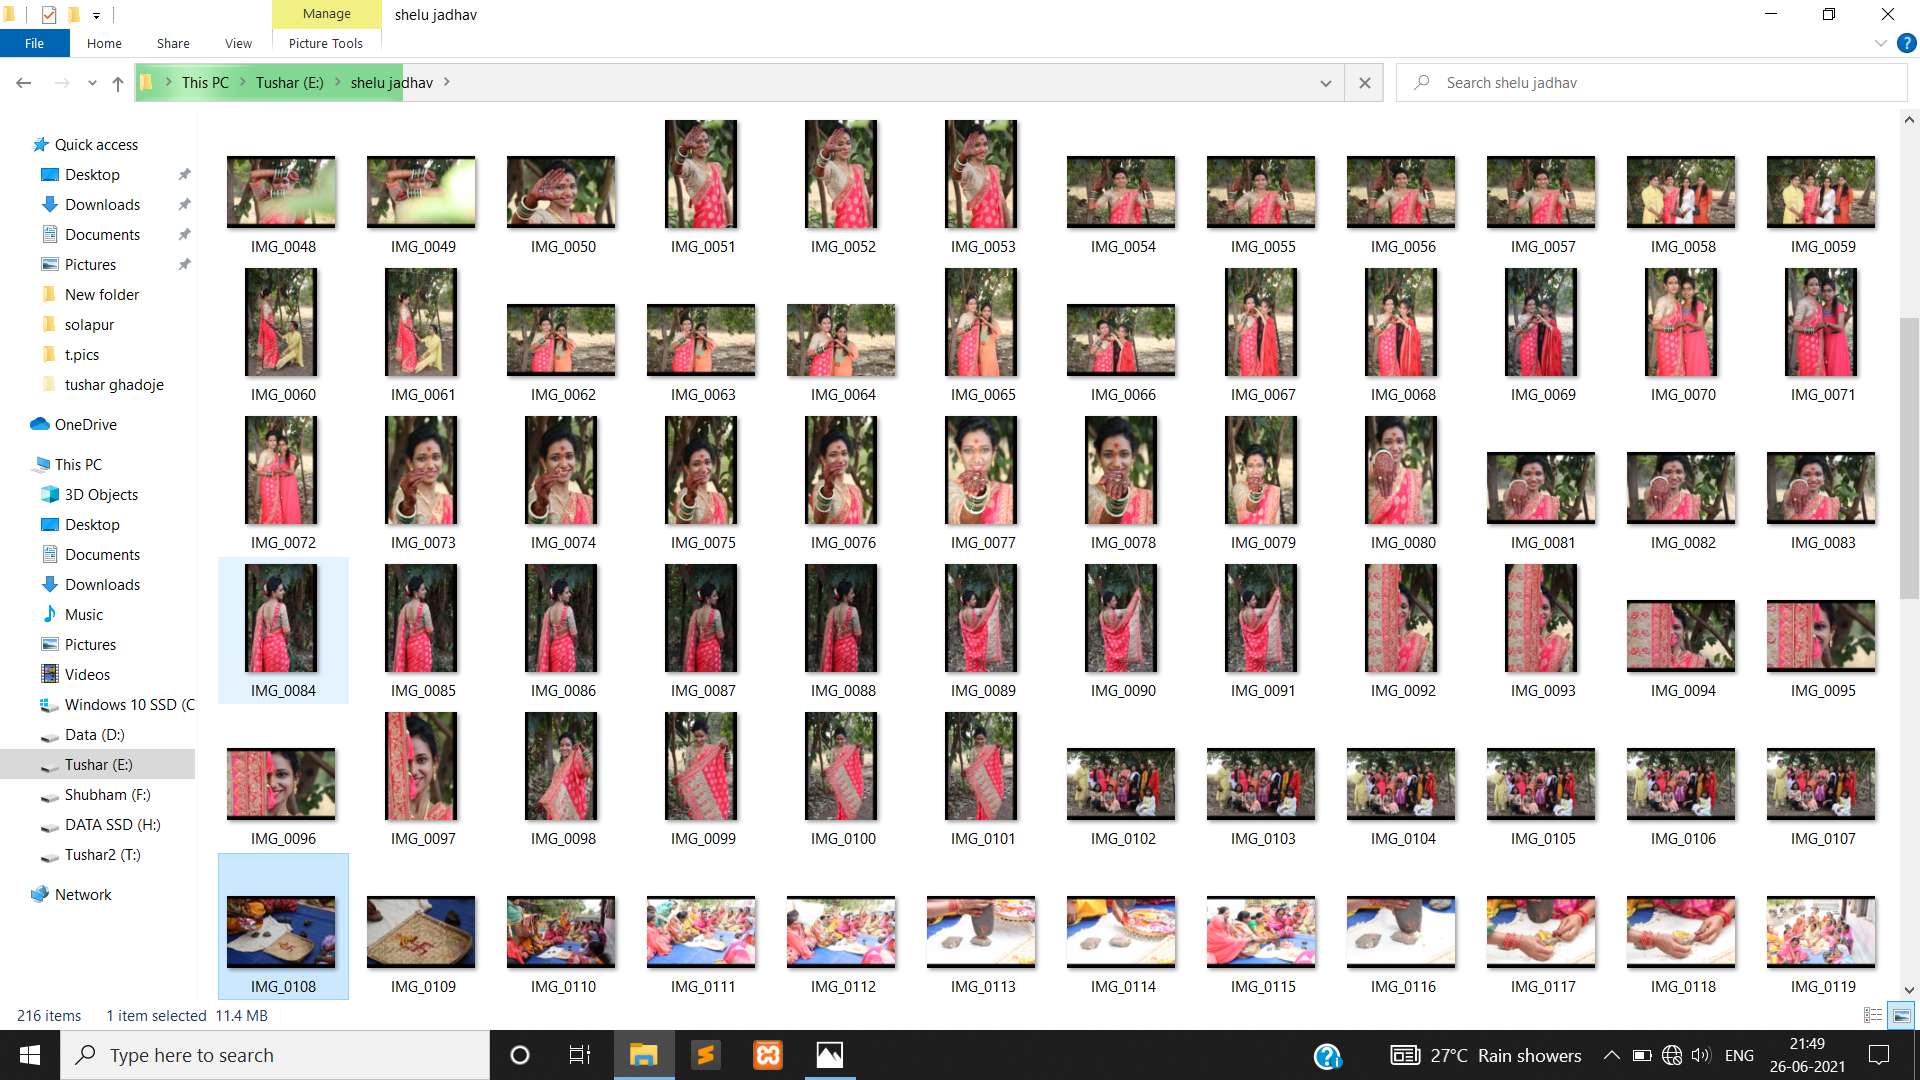 Manage
shelu jadhav
File
Home
Share
View
Picture Tools
This PC
Tushar (E:)
shelu jadhav
Search shelu jadhav
Quick access
Desktop
Downloads
Documents
Pictures
New folder
solapur
t.pics
tushar ghadoje
OneDrive
This PC
3D Objects
Desktop
Documents
Downloads
Music
Pictures
Videos
Windows 10 SSD (C
Data (D:)
Tushar (E:)
Shubham (F:)
DATA SSD (H:)
Tushar2 (T:)
Network
IMG_0048 IMG_0049 IMG_0050 IMG_0051 IMG_0052 IMG_0053 IMG_0054 IMG_0055 IMG_0056 IMG_0057 IMG_0058 IMG_0059
IMG_0060 IMG_0061 IMG_0062 IMG_0063 IMG_0064 IMG_0065 IMG_0066 IMG_0067 IMG_0068 IMG_0069 IMG_0070 IMG_0071
IMG_0072 IMG_0073 IMG_0074 IMG_0075 IMG_0076 IMG_0077 IMG_0078 IMG_0079 IMG_0080 IMG_0081 IMG_0082 IMG_0083
IMG_0084 IMG_0085 IMG_0086 IMG_0087 IMG_0088 IMG_0089 IMG_0090 IMG_0091 IMG_0092 IMG_0093 IMG_0094 IMG_0095
IMG_0096 IMG_0097 IMG_0098 IMG_0099 IMG_0100 IMG_0101 IMG_0102 IMG_0103 IMG_0104 IMG_0105 IMG_0106 IMG_0107
IMG_0108 IMG_0109 IMG_0110 IMG_0111 IMG_0112 IMG_0113 IMG_0114 IMG_0115 IMG_0116 IMG_0117 IMG_0118 IMG_0119
216 items 1 item selected 11.4 MB
Type here to search
27°C Rain showers
ENG
21:49
26-06-2021